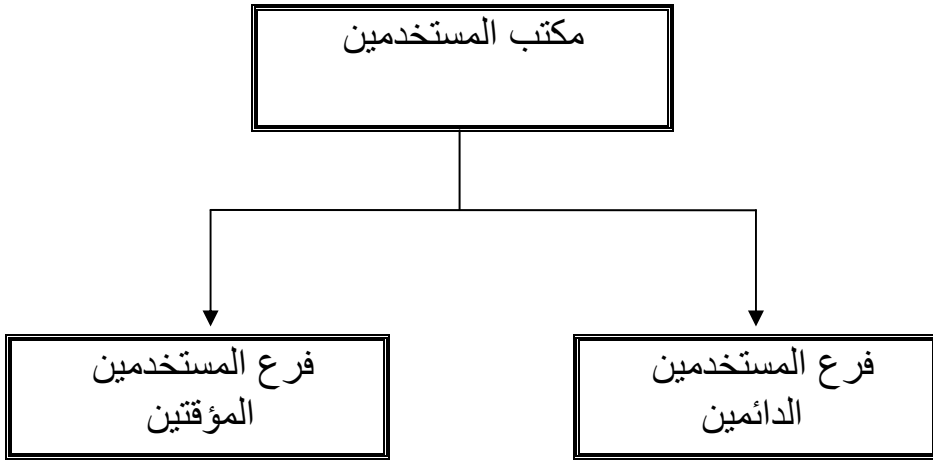 مكتب المستخدمين
فرع المستخدمين
الدائمين
فرع المستخدمين
المؤقتين